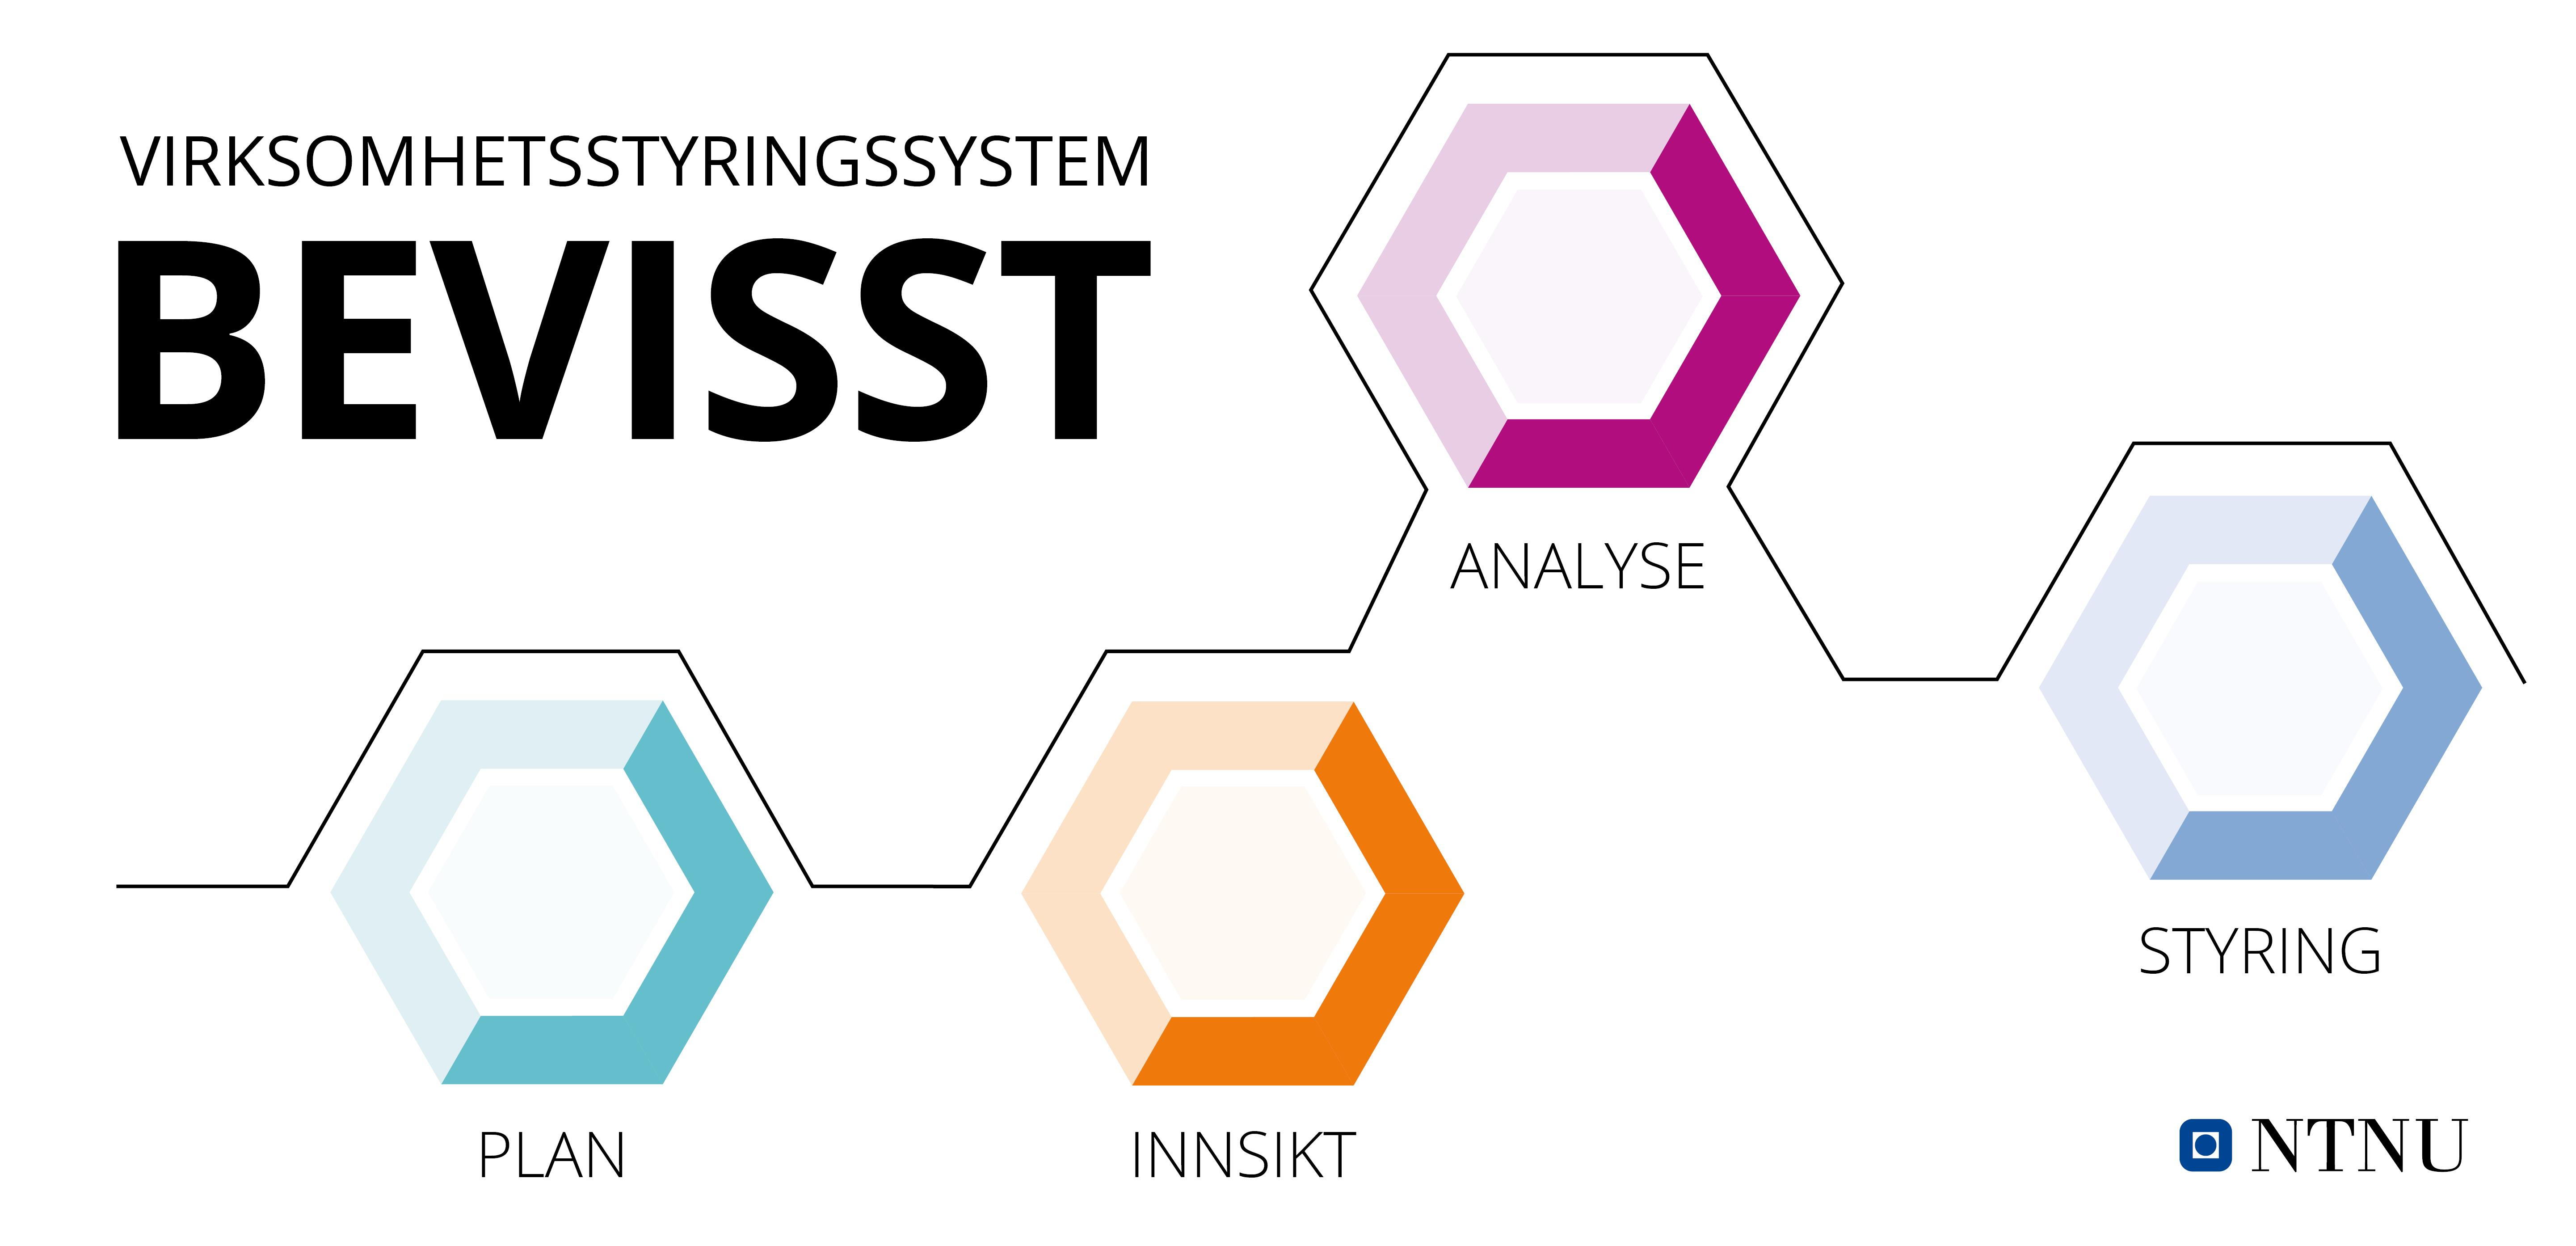 VIRKSOMHETSSTYRINGSSYSTEM
BEVISST
ANALYSE
STYRING
PLAN
INNSIKT
NTNU